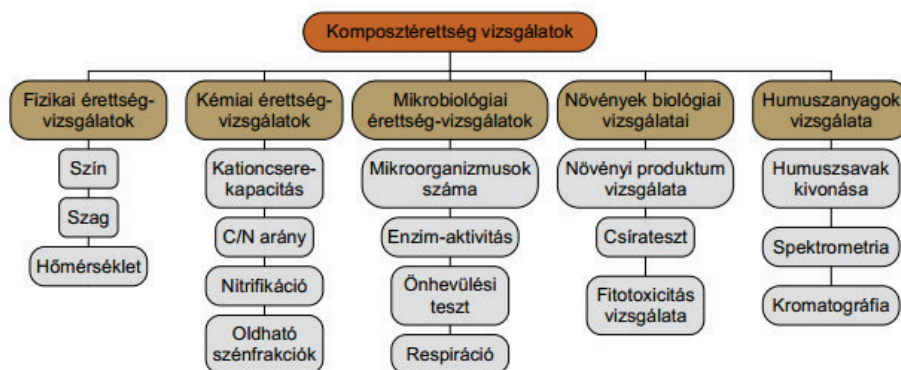 Komposztérettség vizsgálatok
Fizikai érettség-
vizsgálatok
Szín
Szag
Hőmérséklet
Kémiai érettség-
vizsgálatok
Kationcsere-
kapacitás
C/N arány
Nitrifikáció
Oldható
szénfrakciók
Mikrobiológiai
érettség-vizsgálatok
Mikroorganizmusok
száma
Enzim-aktivitás
Önhevülési
teszt
Respiráció
Növények biológiai
vizsgálatai
Növényi produktum
vizsgálata
Csírateszt
Fitotoxicitás
vizsgálata
Humuszanyagok
vizsgálata
Humuszsavak
kivonása
Spektrometria
Kromatográfia